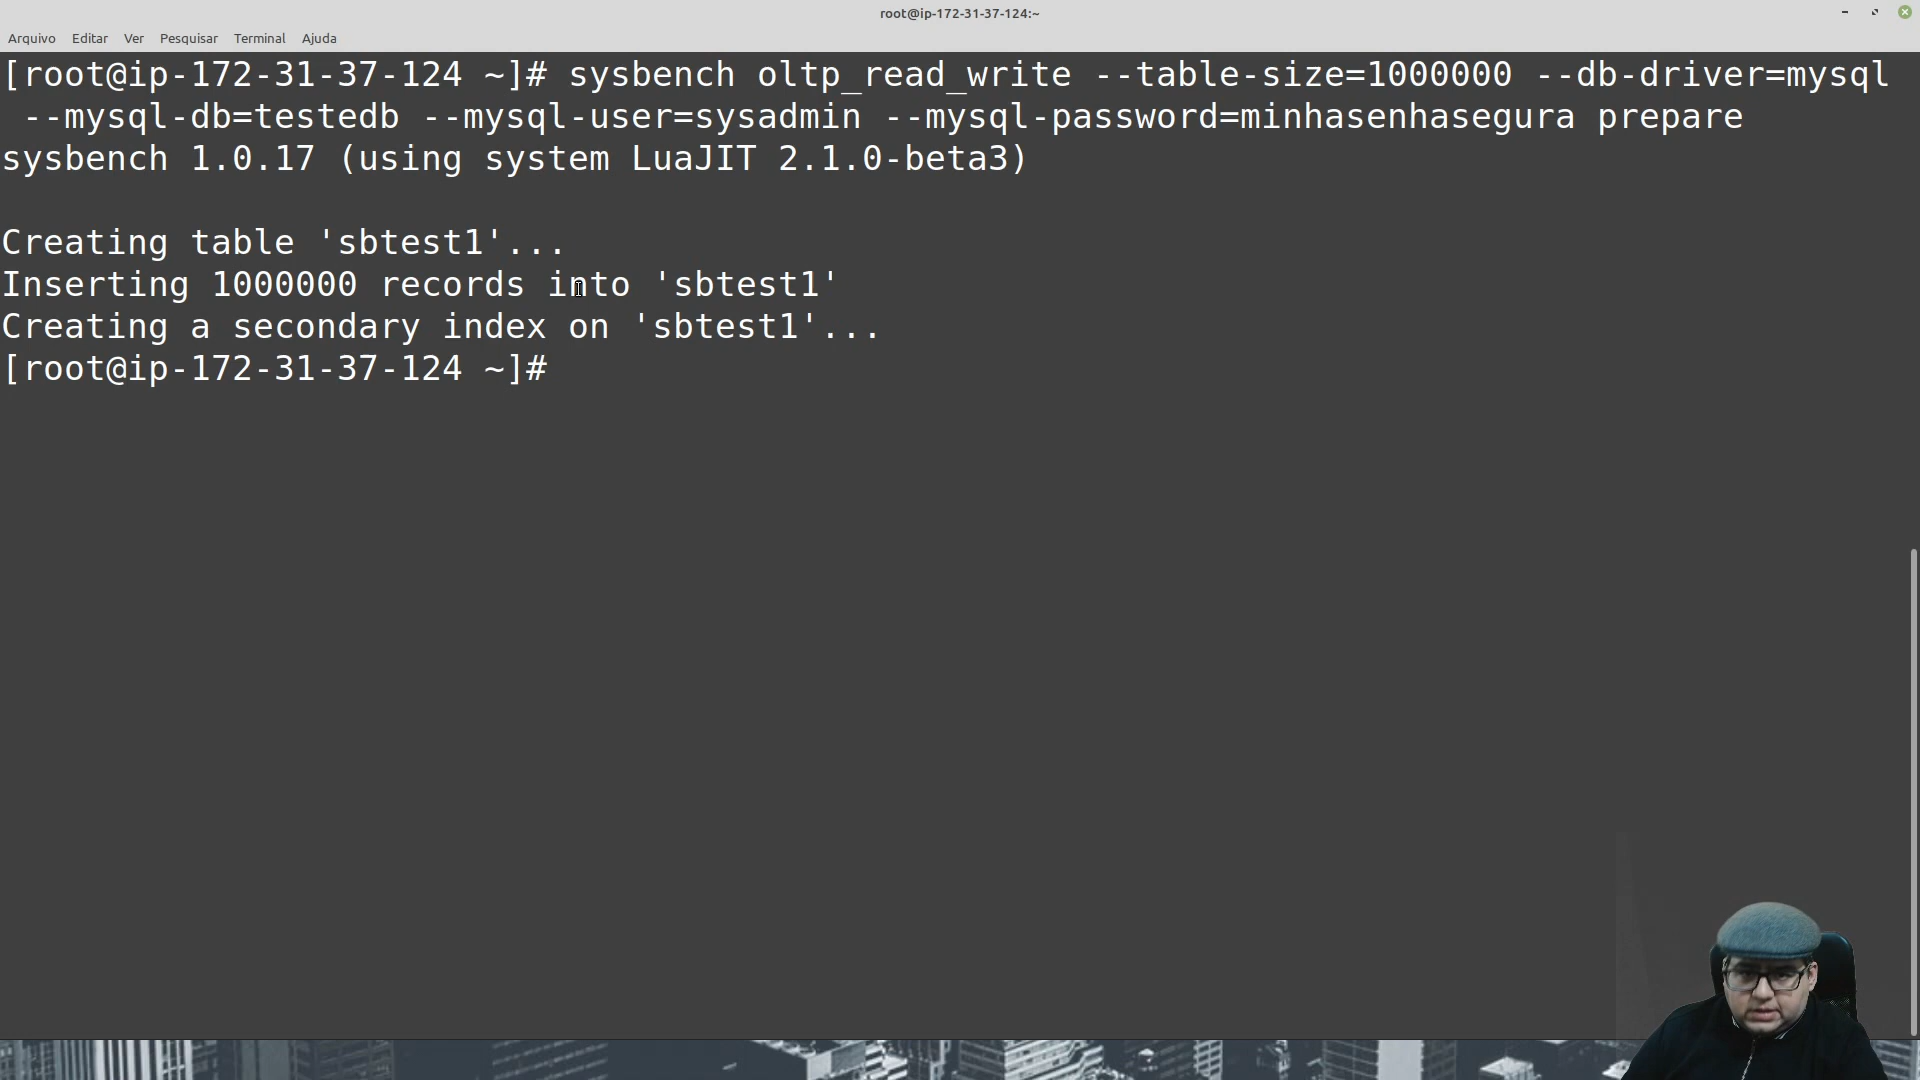 root@ip-172-31-37-124:~
Arquivo Editar Ver Pesquisar Terminal Ajuda
[root@ip-172-31-37-124 ~]# sysbench oltp_read_write --table-size=1000000 --db-driver=mysql
--mysql-db=testedb --mysql-user=sysadmin --mysql-password=minhasenhasegura prepare
sysbench 1.0.17 (using system LuaJIT 2.1.0-beta3)
Creating table 'sbtest1'...
Inserting 1000000 records into 'sbtest1'
Creating a secondary index on 'sbtest1'...
[root@ip-172-31-37-124 ~]#